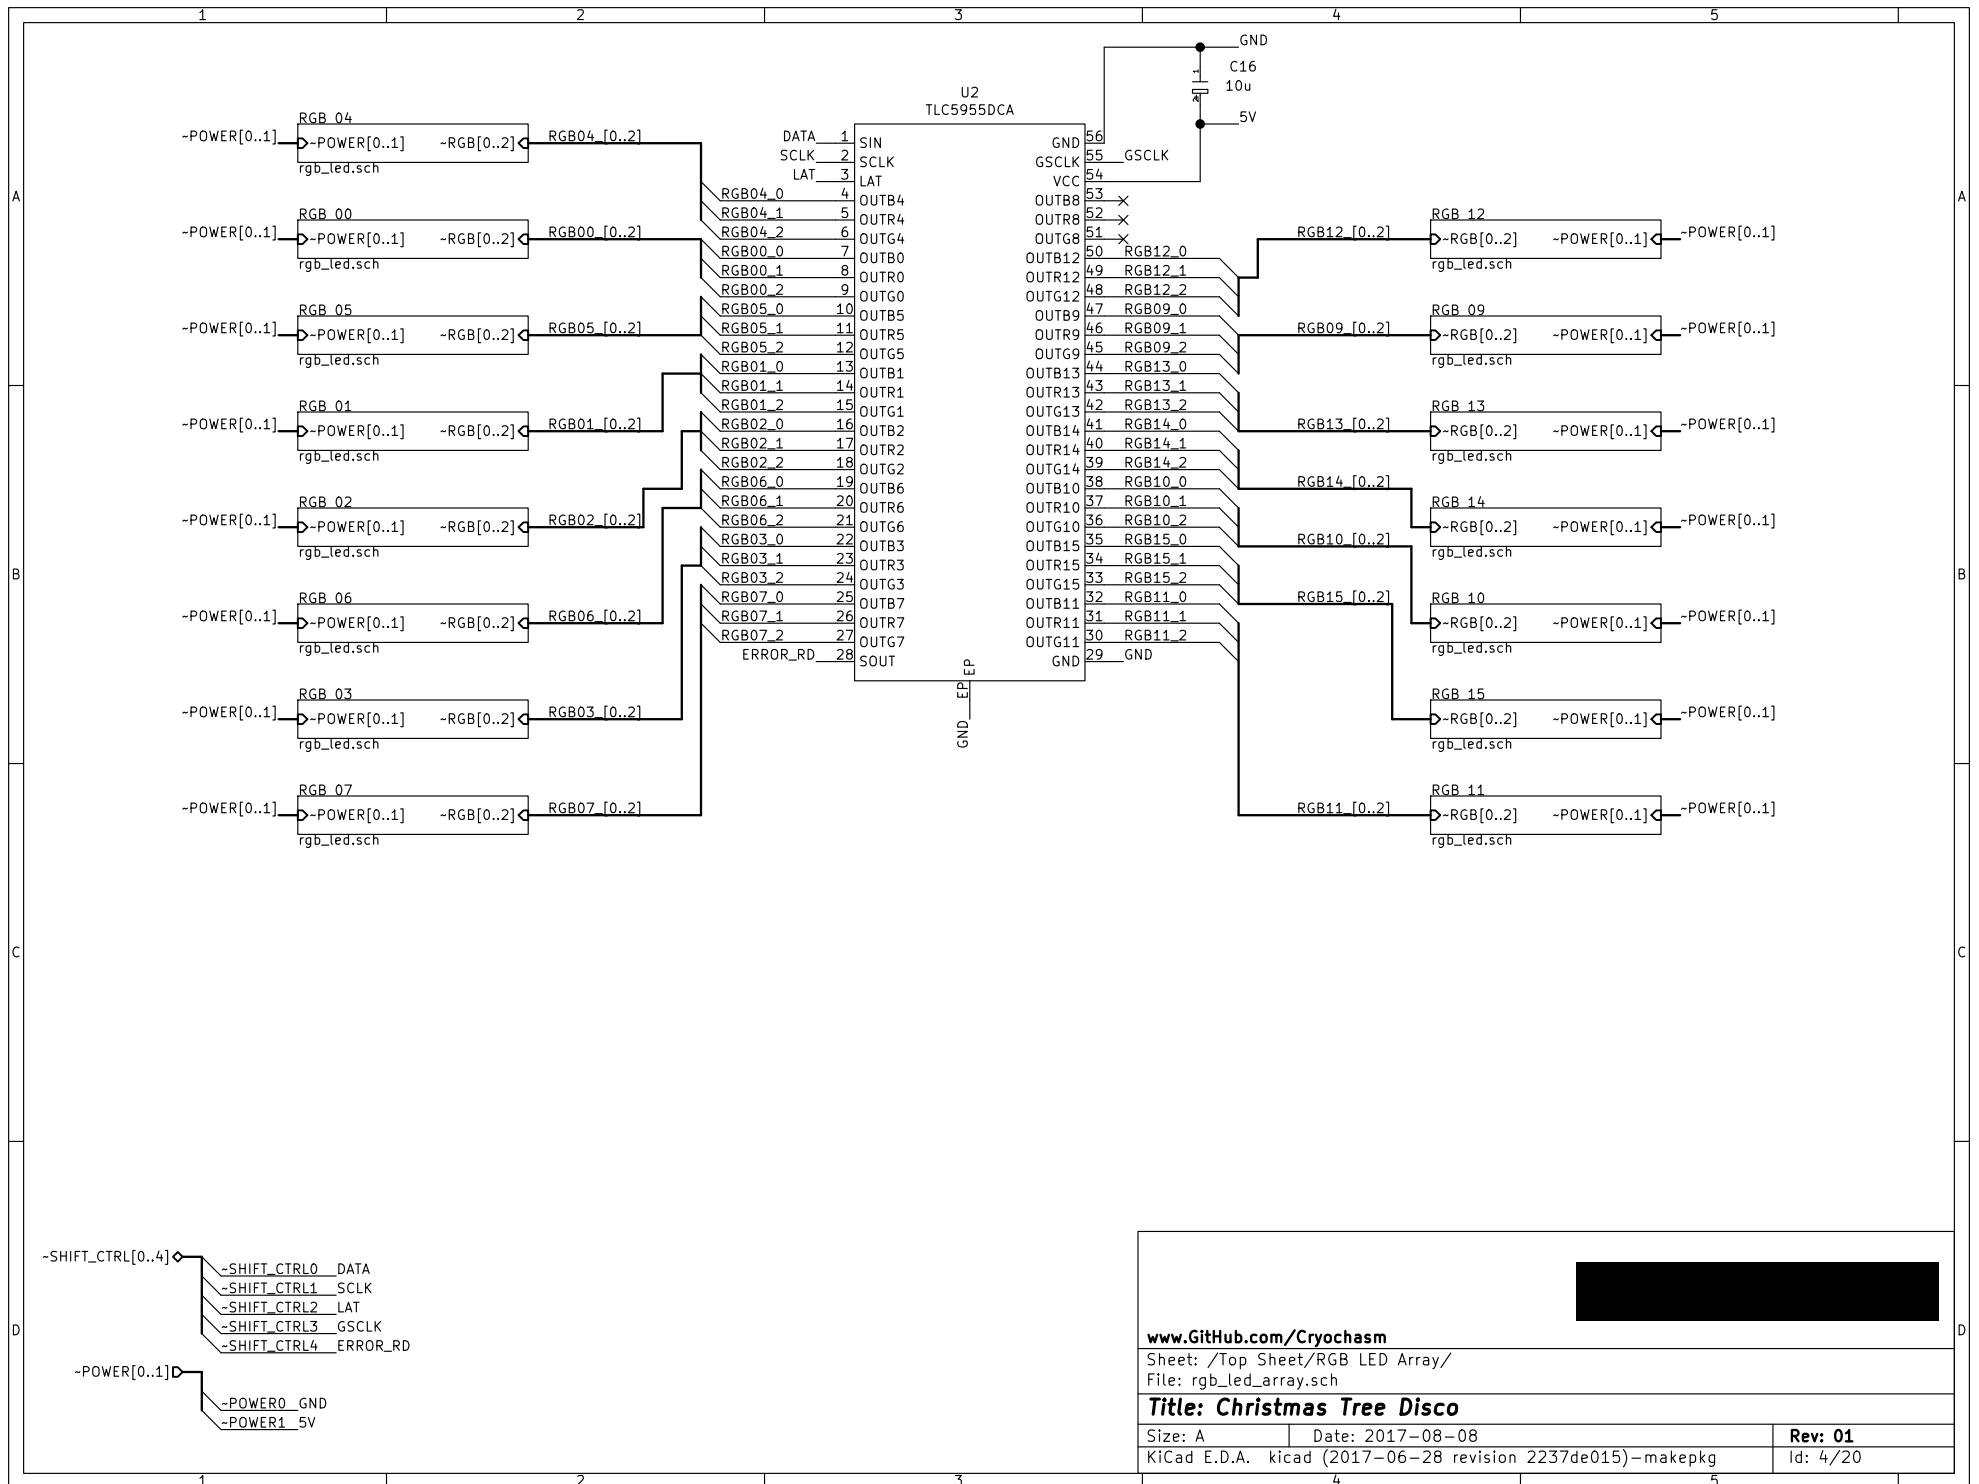 1 2 3 4 5
GND
C16
1
10u
2
5V
U2
TLC5955DCA
RGB 04
~POWER[0..1] ~POWER[0..1] ~RGB[0..2] RGB04_[0..2]
rgb_led.sch
RGB 00
~POWER[0..1] ~POWER[0..1] ~RGB[0..2] RGB00_[0..2]
rgb_led.sch
RGB 05
~POWER[0..1] ~POWER[0..1] ~RGB[0..2] RGB05_[0..2]
rgb_led.sch
RGB 01
~POWER[0..1] ~POWER[0..1] ~RGB[0..2] RGB01_[0..2]
rgb_led.sch
RGB 02
~POWER[0..1] ~POWER[0..1] ~RGB[0..2] RGB02_[0..2]
rgb_led.sch
RGB 06
~POWER[0..1] ~POWER[0..1] ~RGB[0..2] RGB06_[0..2]
rgb_led.sch
RGB 03
~POWER[0..1] ~POWER[0..1] ~RGB[0..2] RGB03_[0..2]
rgb_led.sch
RGB 07
~POWER[0..1] ~POWER[0..1] ~RGB[0..2] RGB07_[0..2]
rgb_led.sch
DATA 1 SIN GND 56
SCLK 2 SCLK GSCLK 55 GSCLK
LAT 3 LAT VCC 54
RGB04_0 4 OUTB4 OUTB8 53
RGB04_1 5 OUTR4 OUTR8 52
RGB04_2 6 OUTG4 OUTG8 51
RGB00_0 7 OUTB0 OUTB12 50 RGB12_0
RGB00_1 8 OUTR0 OUTR12 49 RGB12_1
RGB00_2 9 OUTG0 OUTG12 48 RGB12_2
RGB05_0 10 OUTB5 OUTB9 47 RGB09_0
RGB05_1 11 OUTR5 OUTR9 46 RGB09_1
RGB05_2 12 OUTG5 OUTG9 45 RGB09_2
RGB01_0 13 OUTB1 OUTB13 44 RGB13_0
RGB01_1 14 OUTR1 OUTR13 43 RGB13_1
RGB01_2 15 OUTG1 OUTG13 42 RGB13_2
RGB02_0 16 OUTB2 OUTB14 41 RGB14_0
RGB02_1 17 OUTR2 OUTR14 40 RGB14_1
RGB02_2 18 OUTG2 OUTG14 39 RGB14_2
RGB06_0 19 OUTB6 OUTB10 38 RGB10_0
RGB06_1 20 OUTR6 OUTR10 37 RGB10_1
RGB06_2 21 OUTG6 OUTG10 36 RGB10_2
RGB03_0 22 OUTB3 OUTB15 35 RGB15_0
RGB03_1 23 OUTR3 OUTR15 34 RGB15_1
RGB03_2 24 OUTG3 OUTG15 33 RGB15_2
RGB07_0 25 OUTB7 OUTB11 32 RGB11_0
RGB07_1 26 OUTR7 OUTR11 31 RGB11_1
RGB07_2 27 OUTG7 OUTG11 30 RGB11_2
ERROR_RD 28 SOUT GND 29 GND
GND EP EP
RGB 12
RGB12_[0..2] ~RGB[0..2] ~POWER[0..1] ~POWER[0..1]
rgb_led.sch
RGB 09
RGB09_[0..2] ~RGB[0..2] ~POWER[0..1] ~POWER[0..1]
rgb_led.sch
RGB 13
RGB13_[0..2] ~RGB[0..2] ~POWER[0..1] ~POWER[0..1]
rgb_led.sch
RGB 14
RGB14_[0..2] ~RGB[0..2] ~POWER[0..1] ~POWER[0..1]
rgb_led.sch
RGB 10
RGB10_[0..2] ~RGB[0..2] ~POWER[0..1] ~POWER[0..1]
rgb_led.sch
RGB 15
RGB15_[0..2] ~RGB[0..2] ~POWER[0..1] ~POWER[0..1]
rgb_led.sch
RGB 11
RGB11_[0..2] ~RGB[0..2] ~POWER[0..1] ~POWER[0..1]
rgb_led.sch
A A
B B
C C
D D
~SHIFT_CTRL[0..4]
~SHIFT_CTRL0 DATA
~SHIFT_CTRL1 SCLK
~SHIFT_CTRL2 LAT
~SHIFT_CTRL3 GSCLK
~SHIFT_CTRL4 ERROR_RD
~POWER[0..1]
~POWER0 GND
~POWER1 5V
www.GitHub.com/Cryochasm
Sheet: /Top Sheet/RGB LED Array/
File: rgb_led_array.sch
Title: Christmas Tree Disco
Size: A Date: 2017-08-08 Rev: 01
KiCad E.D.A. kicad (2017-06-28 revision 2237de015)-makepkg Id: 4/20
1 2 3 4 5